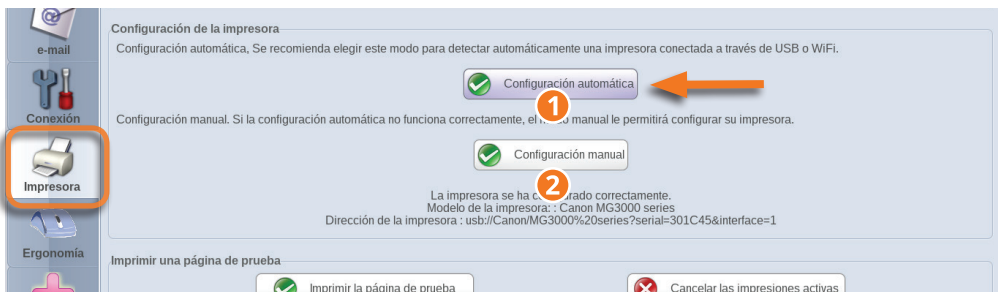 e-mail
Conexión
Impresora
Ergonomía
Configuración de la impresora
Configuración automática, Se recomienda elegir este modo para detectar automáticamente una impresora conectada a través de USB o WiFi.
Configuración automática
1
Configuración manual. Si la configuración automática no funciona correctamente, el manual le permitirá configurar su impresora.
Configuración manual
2
La impresora se ha correctamente.
Modelo de la impresora: : Canon MG3000 series
Dirección de la impresora : usb://Canon/MG3000%20series?serial=301C45&interface=1
Imprimir una página de prueba
Imprimir la página de prueba
Cancelar las impresiones activas